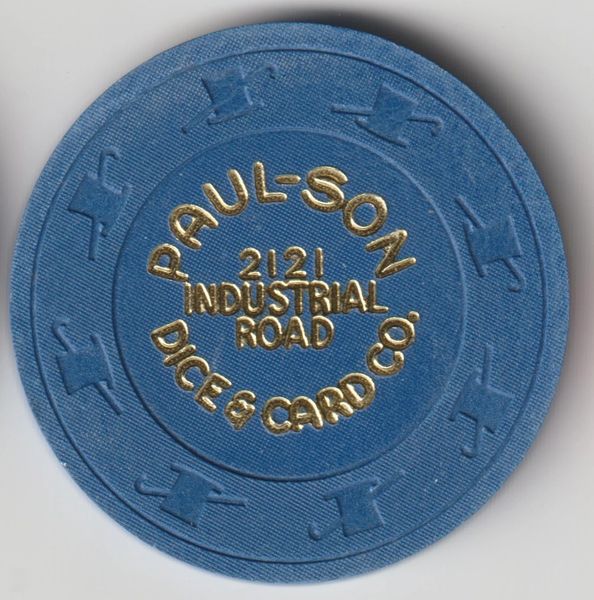 PAUL-SON
2121
INDUSTRIAL
ROAD
DICE & CARD CO.